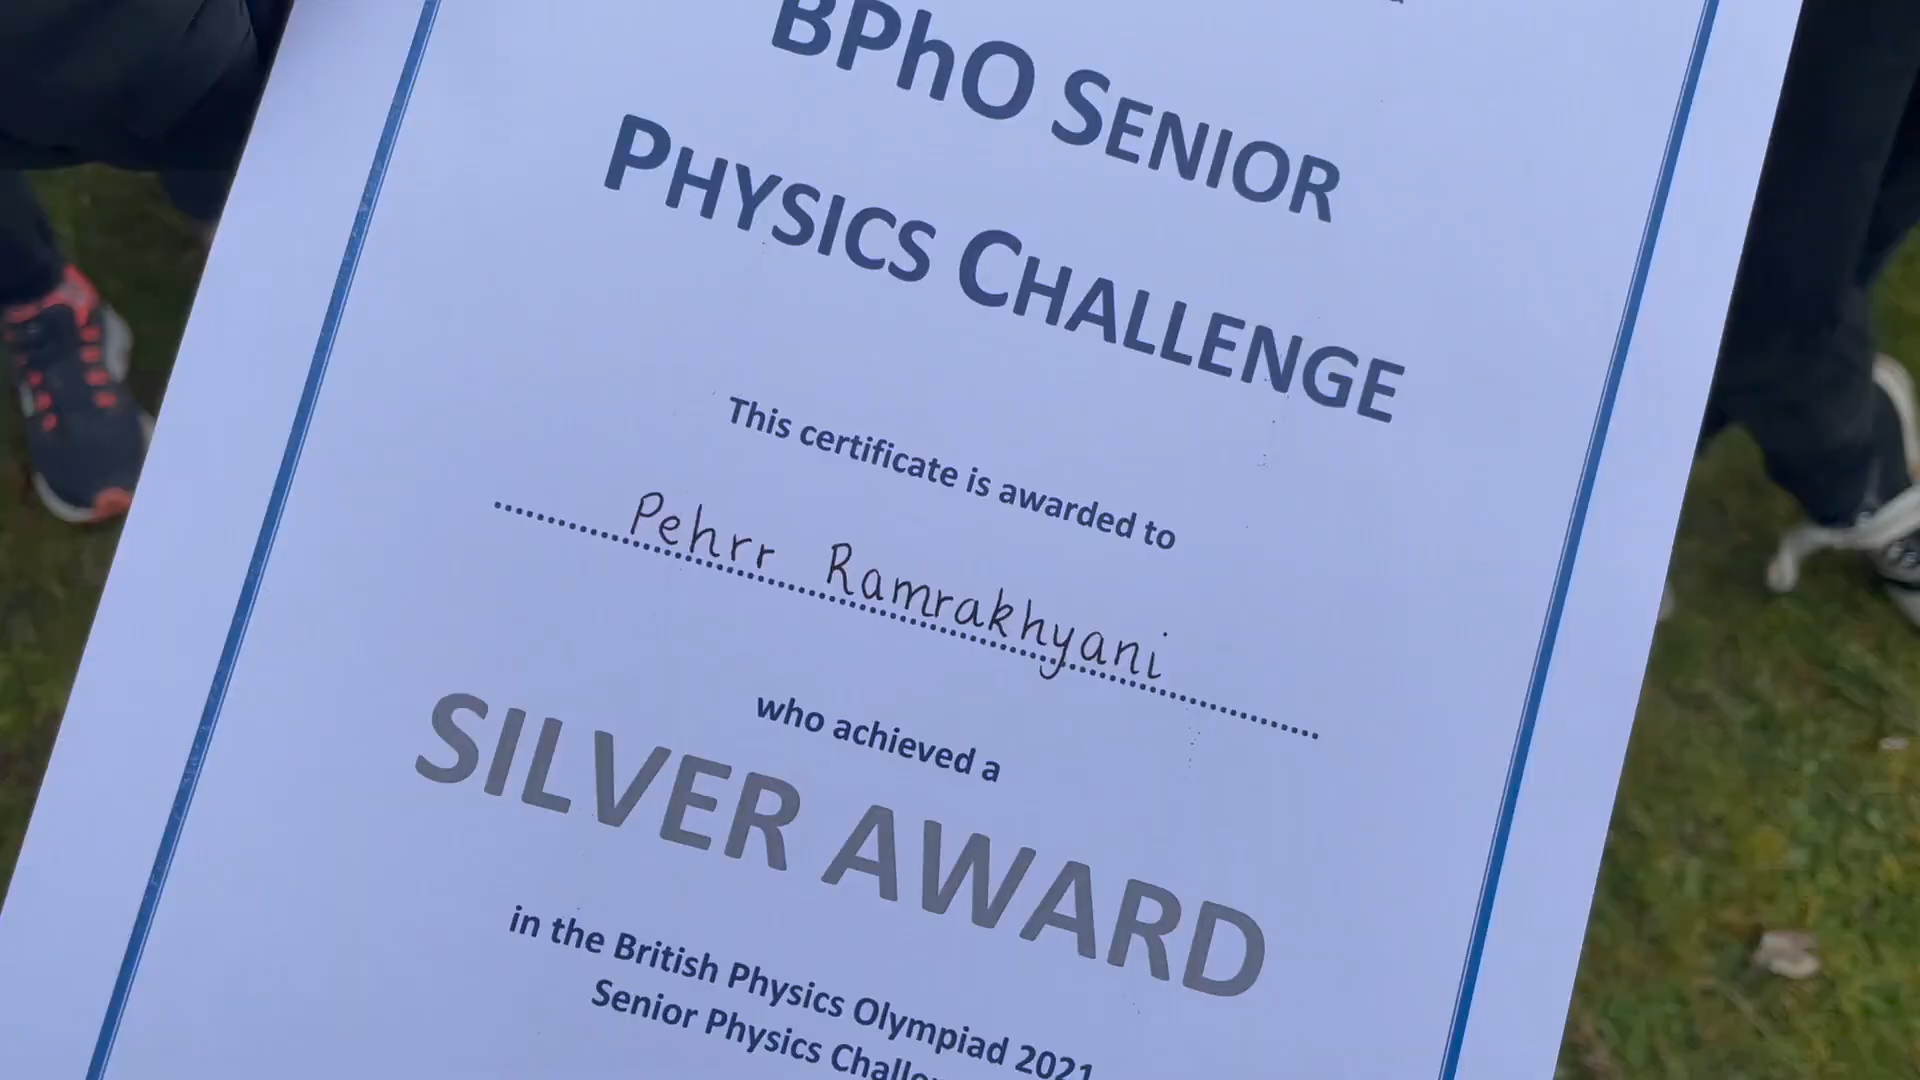 BPhO SENIOR
PHYSICS CHALLENGE
This certificate is awarded to
Pehrr Ramrakhyani
who achieved a
SILVER AWARD
in the British Physics Olympiad 2021
Senior Physics